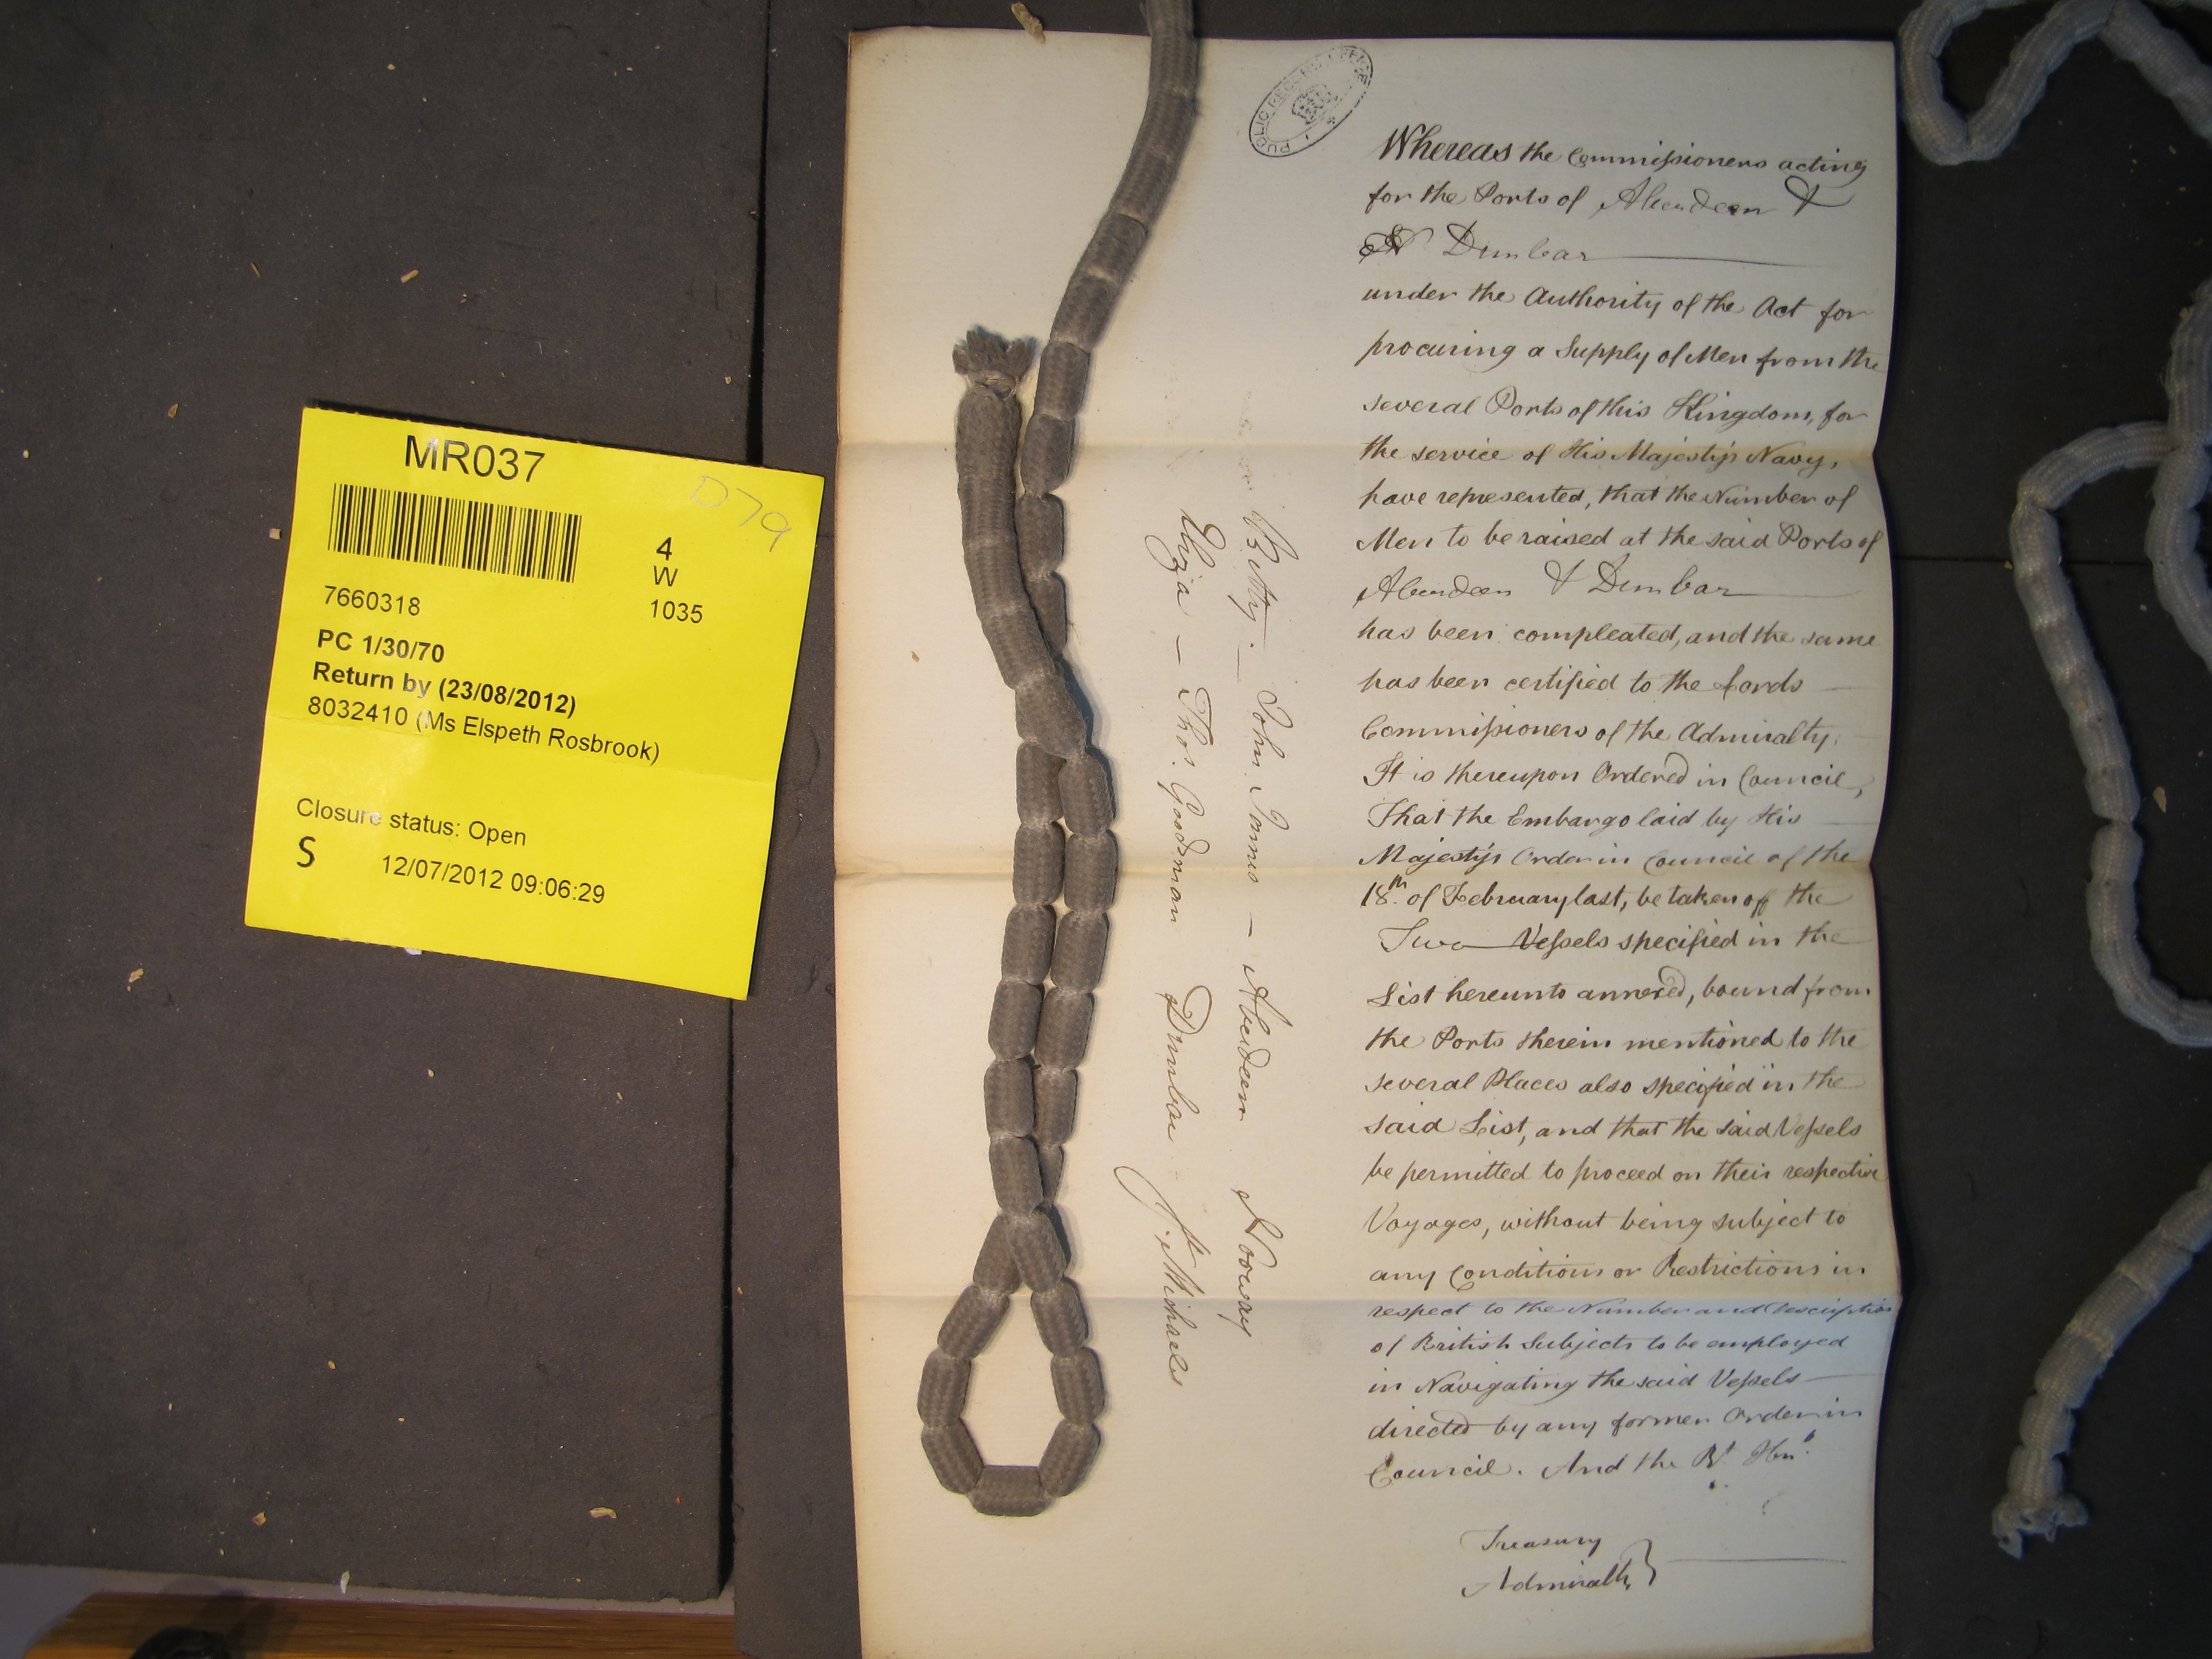 MR037
D79
4
W
1035
7660318
PC 1/30/70
Return by (23/08/2012)
8032410 (Ms Elspeth Rosbrook)
Closure status: Open
S 12/07/2012 09:06:29
PUBLIC RECORD OFFICE
Whereas the Commissioners acting
for the Ports of Aberdeen &
Dunbar
under the Authority of the Act for
procuring a Supply of Men from the
several Ports of this Kingdom, for
the service of His Majesty's Navy,
have represented, that the Number of
Men to be raised at the said Ports of
Aberdeen & Dunbar
has been compleated, and the same
has been certified to the Lords
Commissioners of the Admiralty.
It is thereupon Ordered in Council,
That the Embargo laid by His
Majesty's Order in Council of the
18th. of February last, be taken off the
Two Vessels specified in the
List hereunto annexed, bound from
the Ports therein mentioned to the
several Places also specified in the
said List, and that the said Vessels
be permitted to proceed on their respective
Voyages, without being subject to
any Conditions or Restrictions in
respect to the Number and Description
of British Subjects to be employed
in Navigating the said Vessels
directed by any former Order in
Council. And the Rt. Honble.
Treasury
Admiralty
Betty — John Innes — Aberdeen Norway
Eliza — Thos. Goodman Dunbar St. Michaels